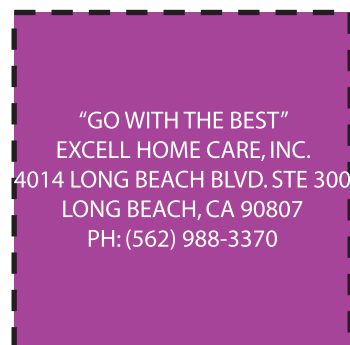 “GO WITH THE BEST”
EXCELL HOME CARE, INC.
4014 LONG BEACH BLVD. STE 300
LONG BEACH, CA 90807
PH: (562) 988-3370